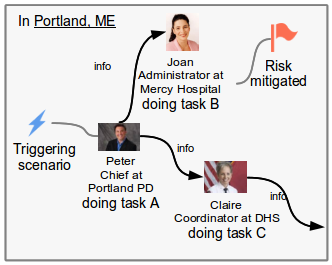 In Portland, ME
info
Joan
Administrator at
Mercy Hospital
doing task B
Risk
mitigated
Triggering
scenario
Peter
Chief at
Portland PD
doing task A
info
Claire
Coordinator at DHS
doing task C
info